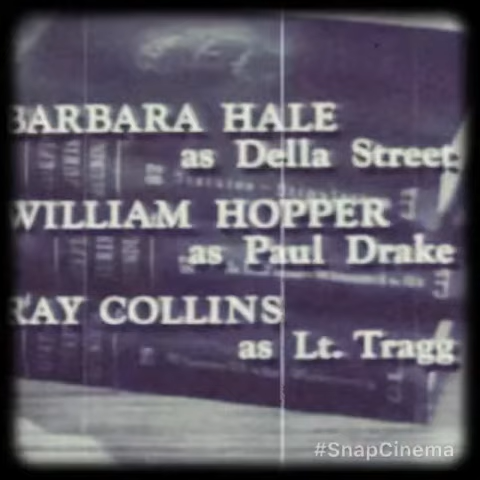 BARBARA HALE
as Della Street
WILLIAM HOPPER
as Paul Drake
RAY COLLINS
as Lt. Tragg
#SnapCinema